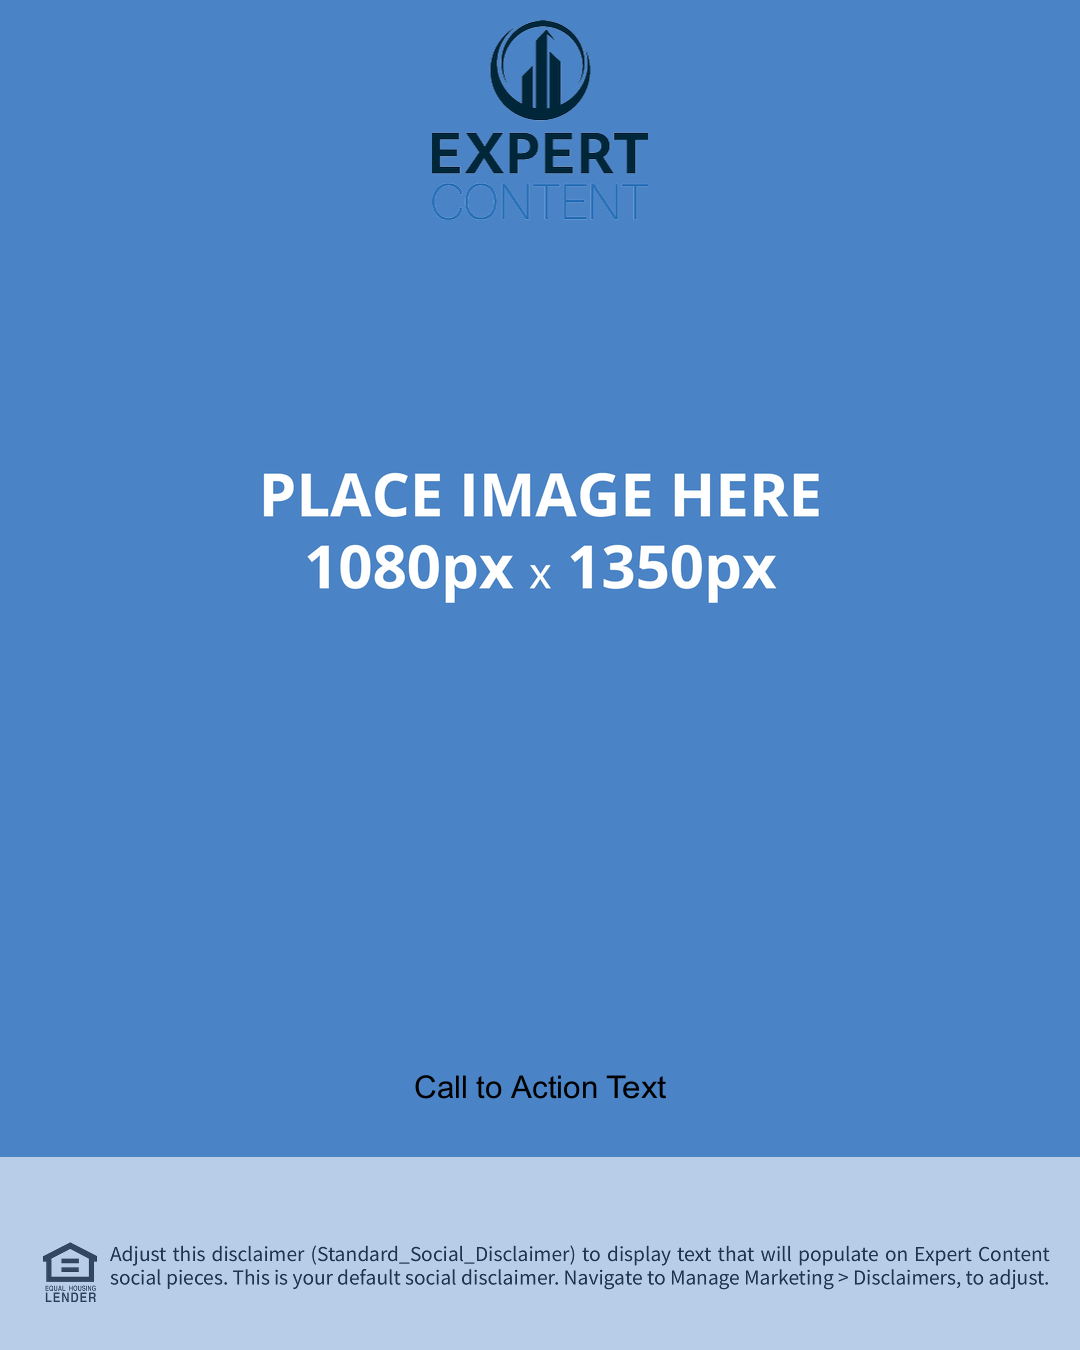 EXPERT
CONTENT
PLACE IMAGE HERE
1080px x 1350px
Call to Action Text
Adjust this disclaimer (Standard_Social_Disclaimer) to display text that will populate on Expert Content
social pieces. This is your default social disclaimer. Navigate to Manage Marketing > Disclaimers, to adjust.
EQUAL HOUSING
LENDER